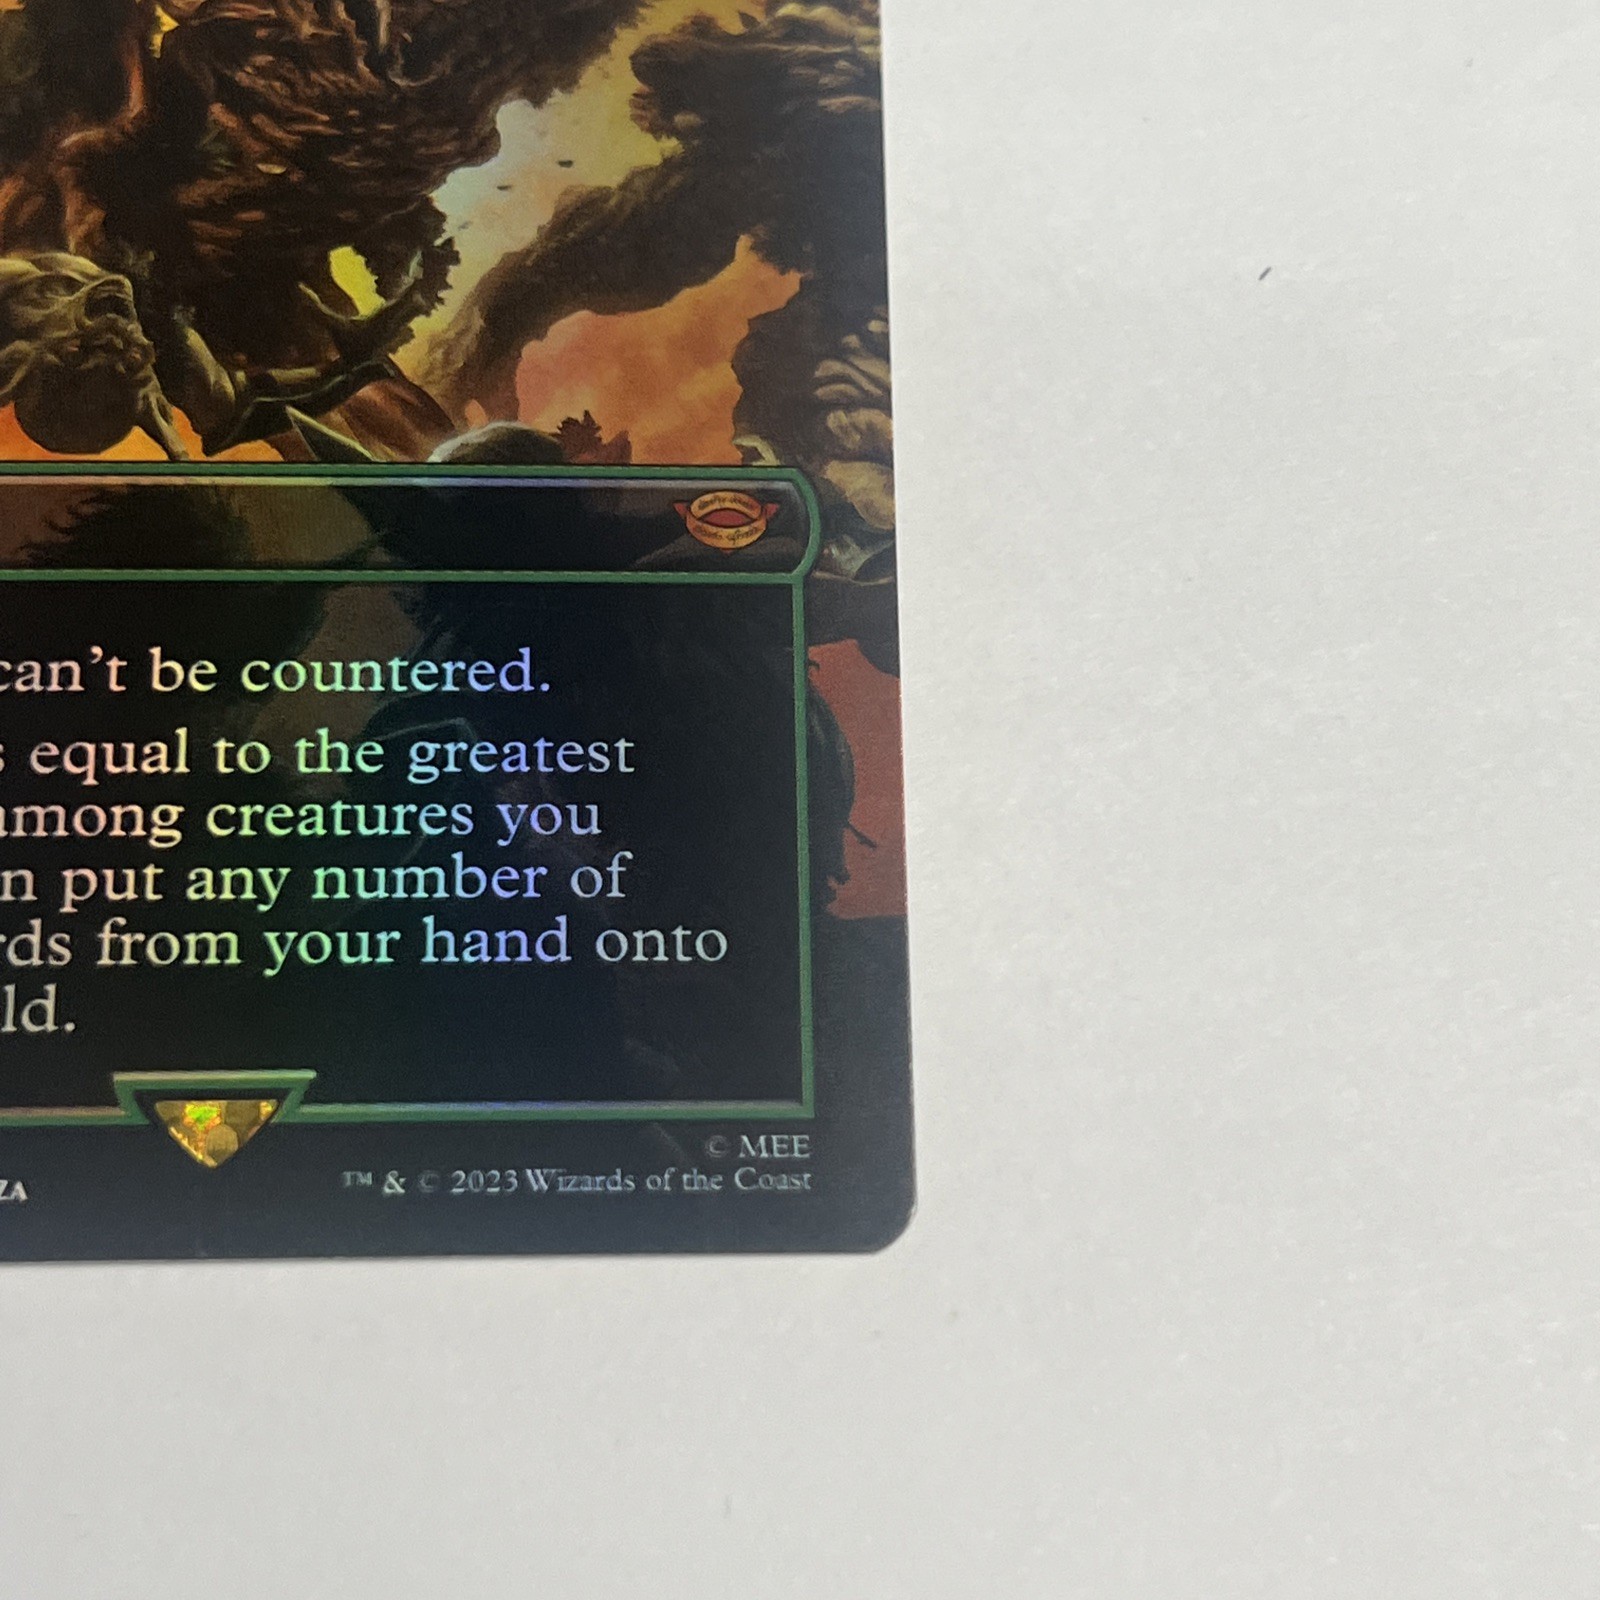 can't be countered.
s equal to the greatest
among creatures you
n put any number of
rds from your hand onto
ld.
© MEE
ZA
™ & © 2023 Wizards of the Coast